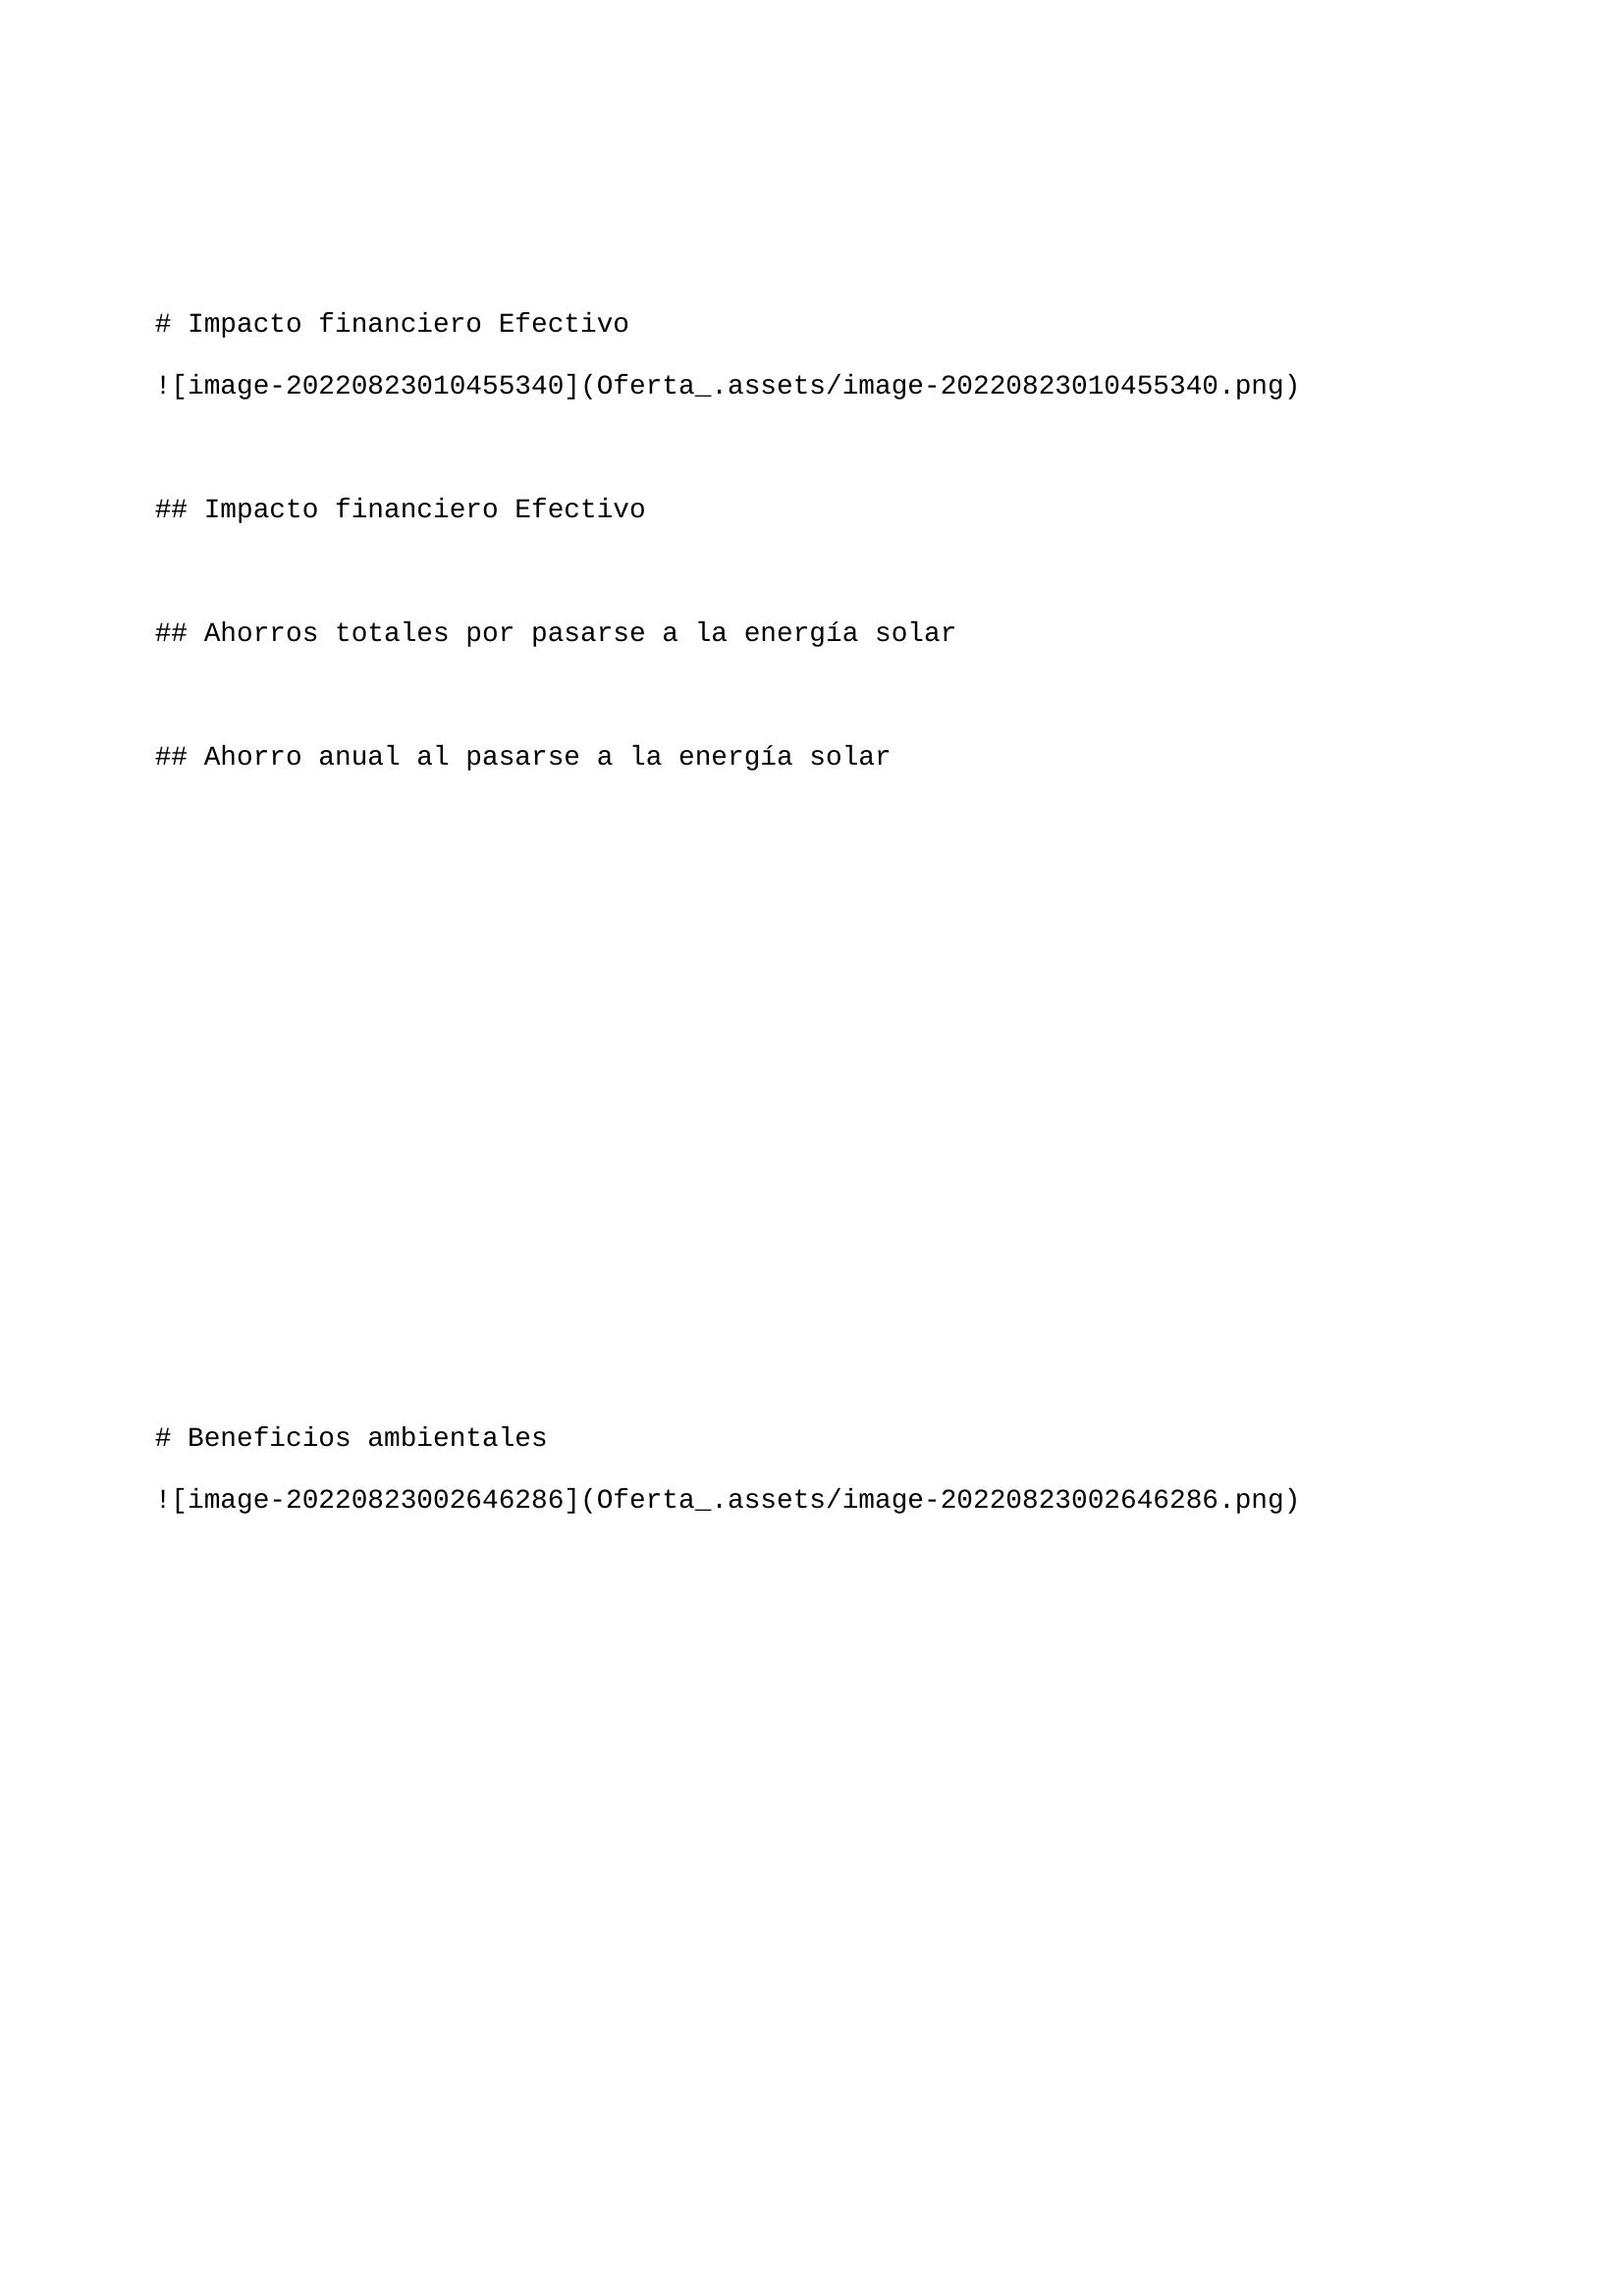 # Impacto financiero Efectivo
![image-20220823010455340](Oferta_.assets/image-20220823010455340.png)
## Impacto financiero Efectivo
## Ahorros totales por pasarse a la energía solar
## Ahorro anual al pasarse a la energía solar
# Beneficios ambientales
![image-20220823002646286](Oferta_.assets/image-20220823002646286.png)